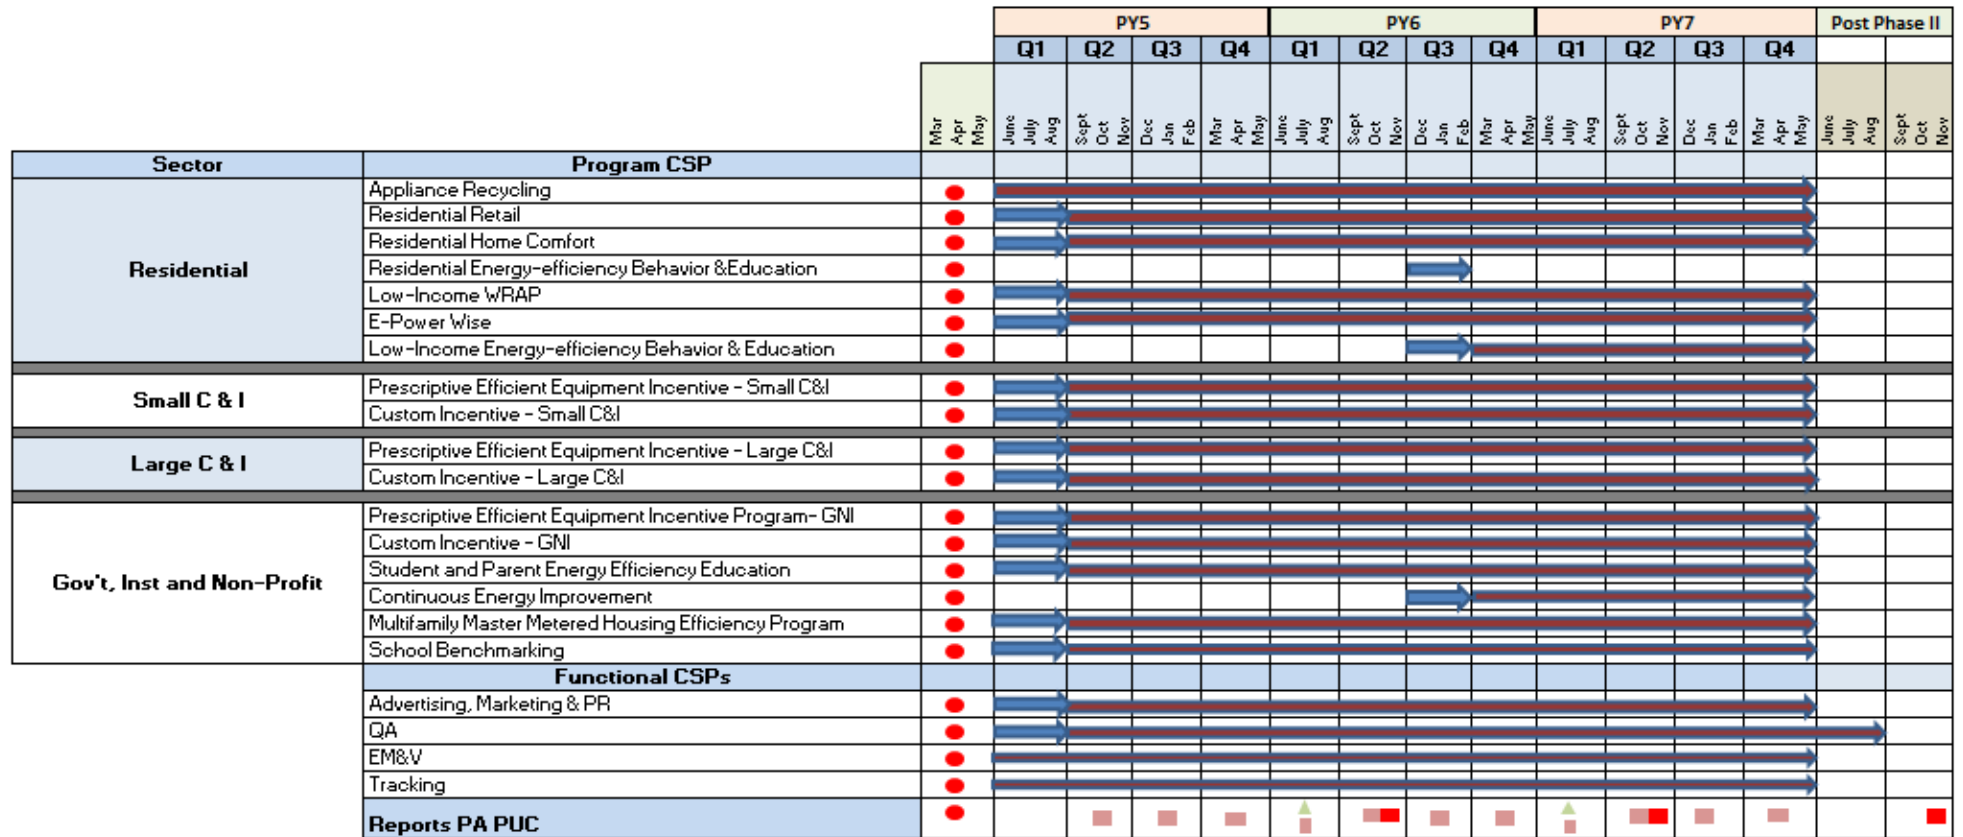 PY5 PY6 PY7 Post Phase II
Q1 Q2 Q3 Q4 Q1 Q2 Q3 Q4 Q1 Q2 Q3 Q4
Mar Apr May June July Aug Sept Oct Nov Dec Jan Feb Mar Apr May June July Aug Sept Oct Nov Dec Jan Feb Mar Apr May June July Aug Sept Oct Nov Dec Jan Feb Mar Apr May June July Aug Sept Oct Nov
Sector Program CSP
Appliance Recycling
Residential Retail
Residential Home Comfort
Residential Residential Energy-efficiency Behavior &Education
Low-Income WRAP
E-Power Wise
Low-Income Energy-efficiency Behavior & Education
Small C & I Prescriptive Efficient Equipment Incentive - Small C&I
Custom Incentive - Small C&I
Large C & I Prescriptive Efficient Equipment Incentive - Large C&I
Custom Incentive - Large C&I
Prescriptive Efficient Equipment Incentive Program- GNI
Custom Incentive - GNI
Student and Parent Energy Efficiency Education
Gov't, Inst and Non-Profit Continuous Energy Improvement
Multifamily Master Metered Housing Efficiency Program
School Benchmarking
Functional CSPs
Advertising, Marketing & PR
QA
EM&V
Tracking
Reports PA PUC